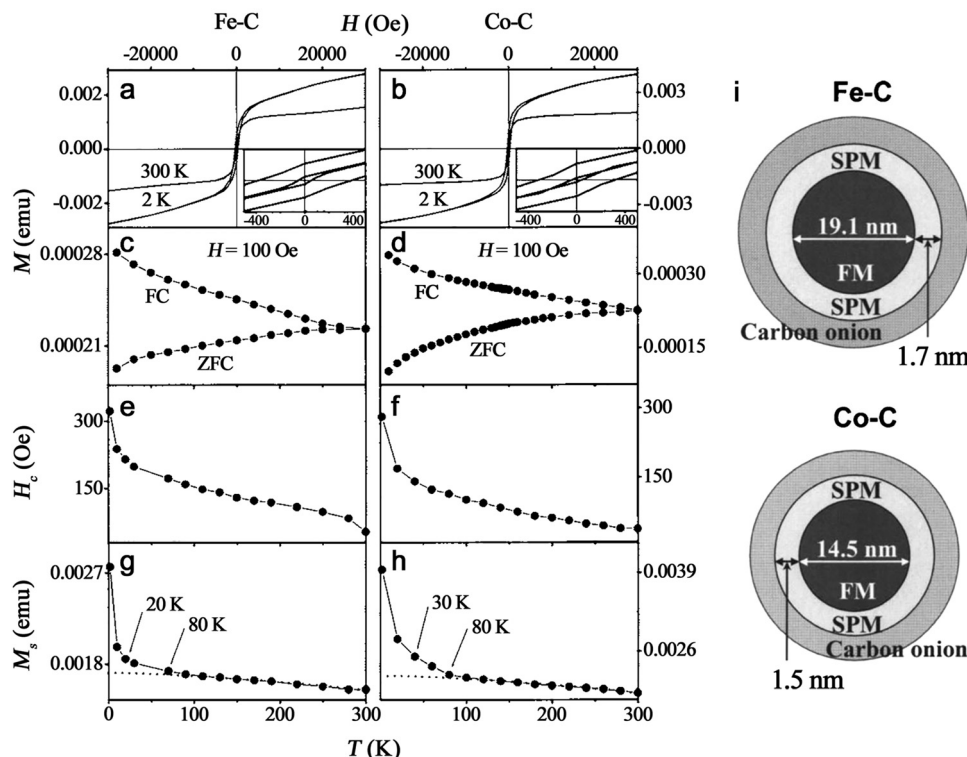 Fe-C H (Oe) Co-C
-20000 0 20000 -20000 0 20000
a
0.002
0.000
-0.002
300 K
2 K
-400 0 400
b
0.003
0.000
-0.003
300 K
2 K
-400 0 400
M (emu)
c
H = 100 Oe
0.00028
0.00021
FC
ZFC
d
H = 100 Oe
0.00030
0.00015
FC
ZFC
Hc (Oe)
e
300
150
f
300
150
Ms (emu)
g
0.0027
0.0018
20 K
80 K
h
0.0039
0.0026
30 K
80 K
0 100 200 300 0 100 200 300
T (K)
i
Fe-C
SPM
19.1 nm
FM
SPM
Carbon onion
1.7 nm
Co-C
SPM
14.5 nm
FM
SPM
Carbon onion
1.5 nm